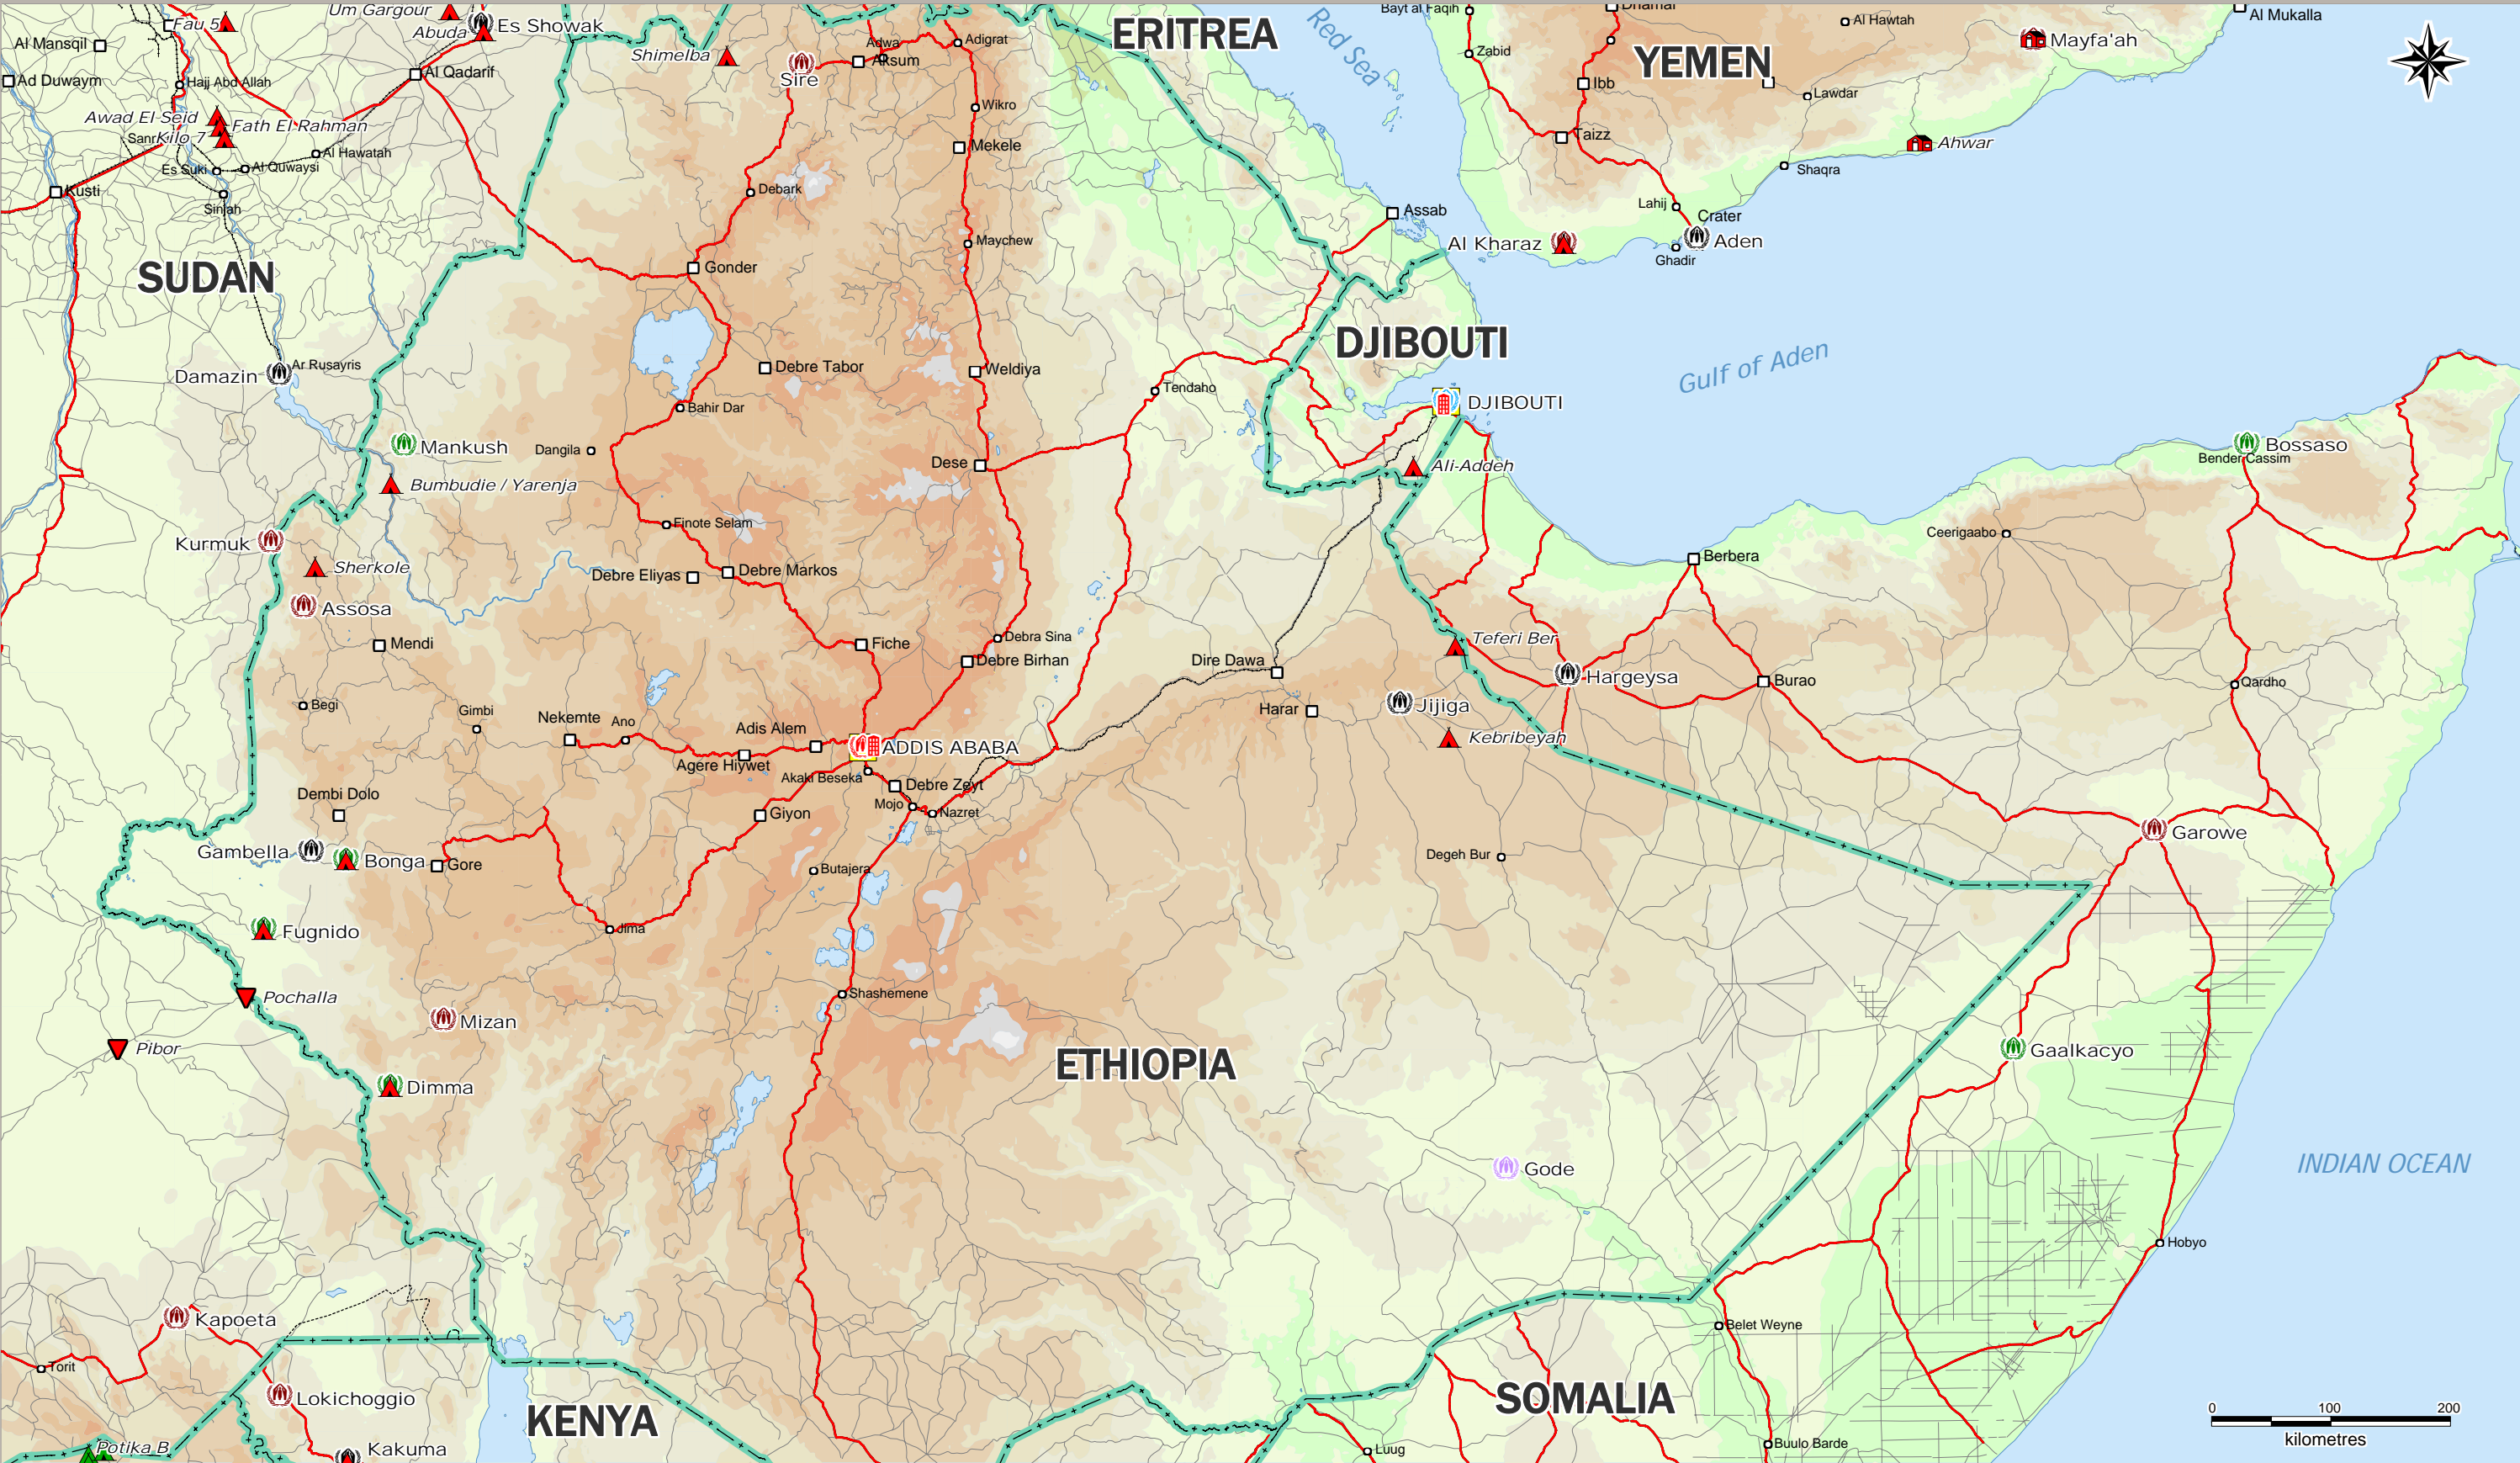 Um Gargour
Bayt al Faqih
Dhamar
Al Hawtah
Al Mukalla
Fau 5
Abuda
Es Showak
ERITREA
Red Sea
Al Mansqil
Adwa
Adigrat
Mayfa'ah
Shimelba
Aksum
Zabid
YEMEN
Ad Duwaym
Hajj Abd Allah
Al Qadarif
Sire
Ibb
Lawdar
Wikro
Awad El Seid
Fath El Rahman
Kilo 7
Taizz
Ahwar
Mekele
Al Hawatah
Es Suki
Al Quwaysi
Shaqra
Kusti
Debark
Sinjah
Lahij
Assab
Crater
Maychew
Al Kharaz
Aden
Ghadir
SUDAN
Gonder
DJIBOUTI
Gulf of Aden
Ar Rusayris
Damazin
Debre Tabor
Weldiya
Tendaho
DJIBOUTI
Bahir Dar
Mankush
Dangila
Bossaso
Bender Cassim
Dese
Ali-Addeh
Bumbudie / Yarenja
Finote Selam
Kurmuk
Ceerigaabo
Sherkole
Berbera
Debre Eliyas
Debre Markos
Assosa
Mendi
Fiche
Debra Sina
Teferi Ber
Debre Birhan
Dire Dawa
Hargeysa
Burao
Qardho
Begi
Gimbi
Harar
Jijiga
Nekemte
Ano
Adis Alem
ADDIS ABABA
Kebribeyah
Agere Hiywet
Akaki Beseka
Debre Zeyt
Dembi Dolo
Mojo
Nazret
Giyon
Garowe
Gambella
Bonga
Gore
Butajera
Degeh Bur
Fugnido
Jima
Pochalla
Shashemene
Mizan
Pibor
ETHIOPIA
Gaalkacyo
Dimma
Gode
INDIAN OCEAN
Hobyo
Kapoeta
Belet Weyne
Torit
Lokichoggio
SOMALIA
KENYA
0 100 200
kilometres
Potika B
Kakuma
Luug
Buulo Barde